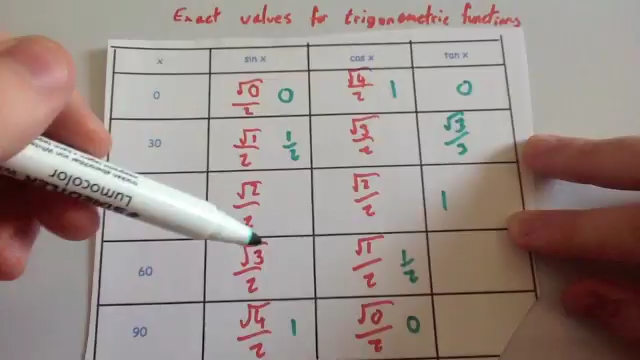 Exact values for trigonometric functions
x sin x cos x tan x
0 √0/2 0 √4/2 1 0
30 √1/2 1/2 √3/2 √3/3
√2/2 √2/2 1
60 √3/2 √1/2 1/2
90 √4/2 1 √0/2 0
Lumocolor